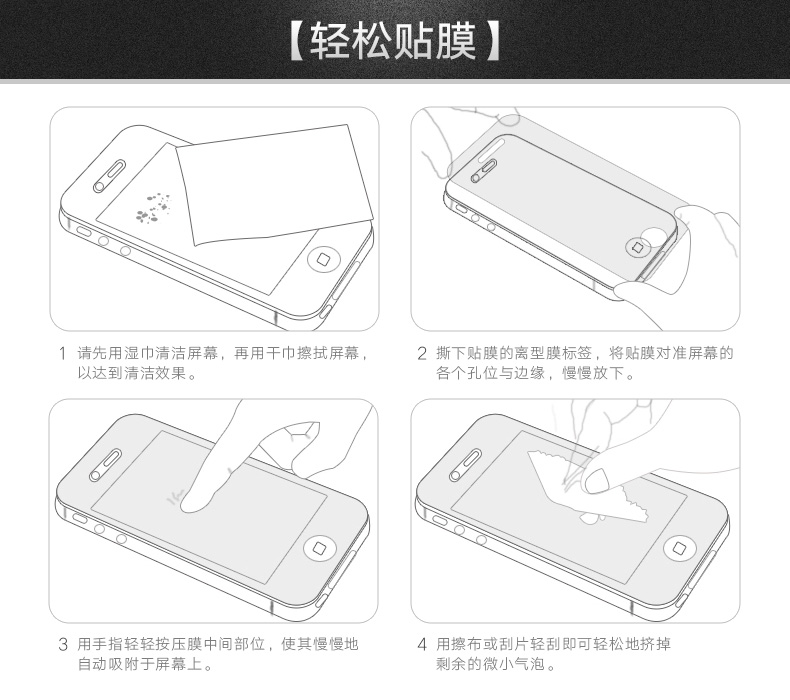 【轻松贴膜】
1 请先用湿巾清洁屏幕，再用干巾擦拭屏幕，
以达到清洁效果。
2 撕下贴膜的离型膜标签，将贴膜对准屏幕的
各个孔位与边缘，慢慢放下。
3 用手指轻轻按压膜中间部位，使其慢慢地
自动吸附于屏幕上。
4 用擦布或刮片轻刮即可轻松地挤掉
剩余的微小气泡。